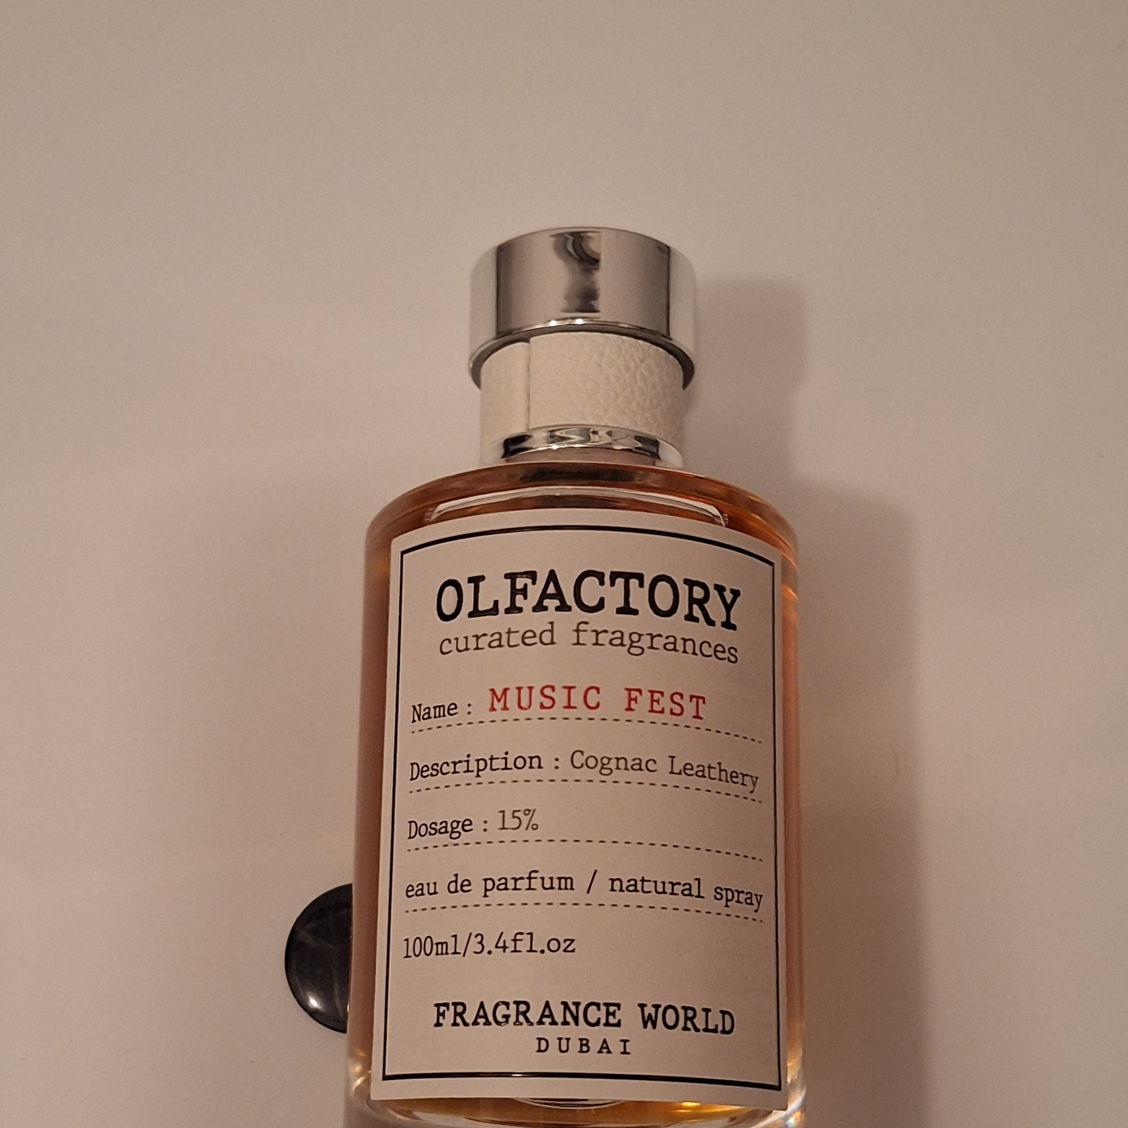 OLFACTORY
curated fragrances
Name : MUSIC FEST
Description : Cognac Leathery
Dosage : 15%
eau de parfum / natural spray
100ml/3.4fl.oz
FRAGRANCE WORLD
DUBAI